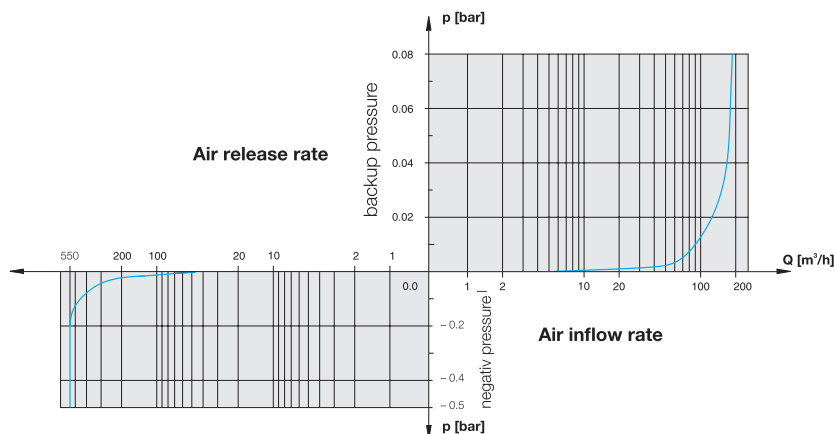 p [bar]
0.08
0.06
0.04
0.02
backup pressure
Air release rate
550 200 100 20 10 2 1
Q [m³/h]
0.0
1 2 10 20 100 200
- 0.2
- 0.4
- 0.5
negativ pressure
Air inflow rate
p [bar]